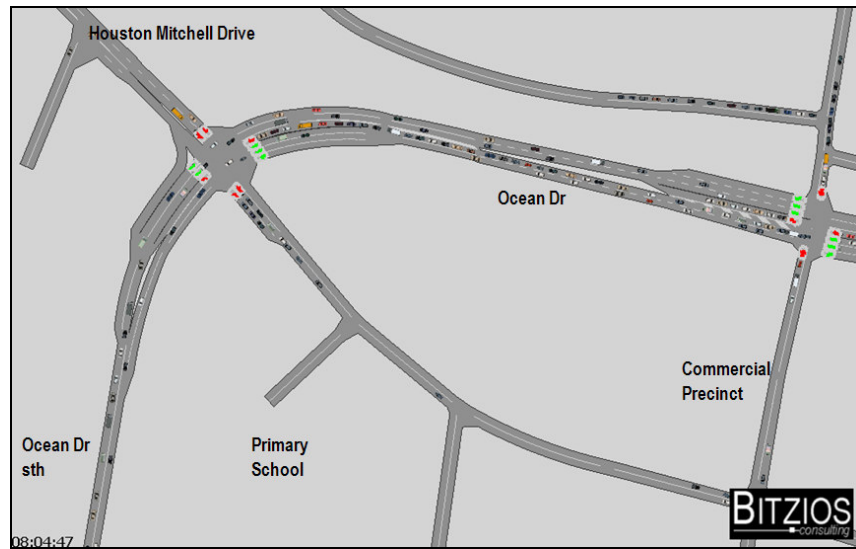 Houston Mitchell Drive
Ocean Dr
Commercial
Precinct
Ocean Dr
sth
Primary
School
BITZIOS
consulting
08:04:47